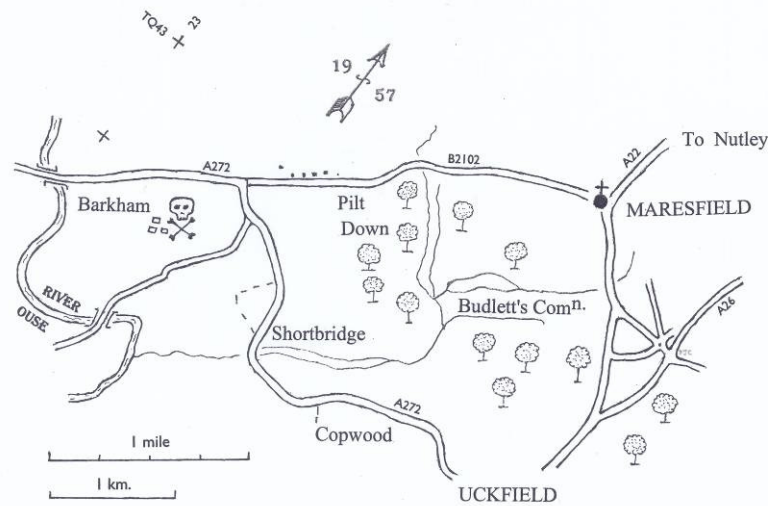 TQ43 23
19
57
To Nutley
A22
B2102
A272
Barkham
Pilt
Down
MARESFIELD
RIVER
OUSE
Budlett's Comn.
A26
Shortbridge
A272
Copwood
1 mile
1 km.
UCKFIELD